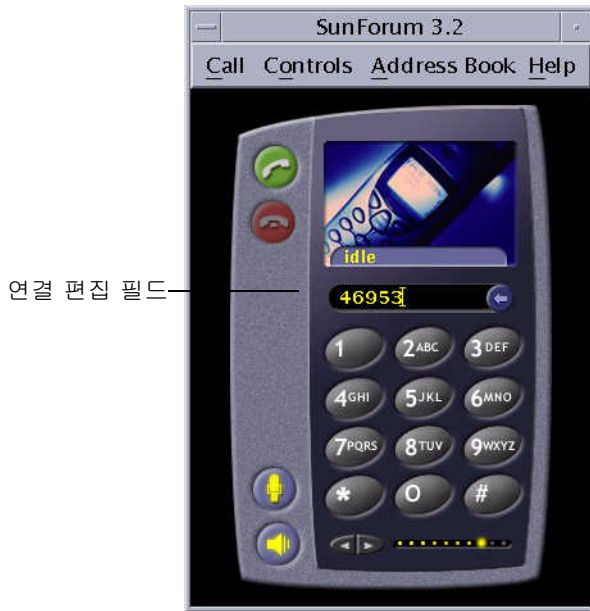 SunForum 3.2
Call Controls Address Book Help
idle
연결 편집 필드
46953
1 2ABC 3DEF
4GHI 5JKL 6MNO
7PQRS 8TUV 9WXYZ
* 0 #